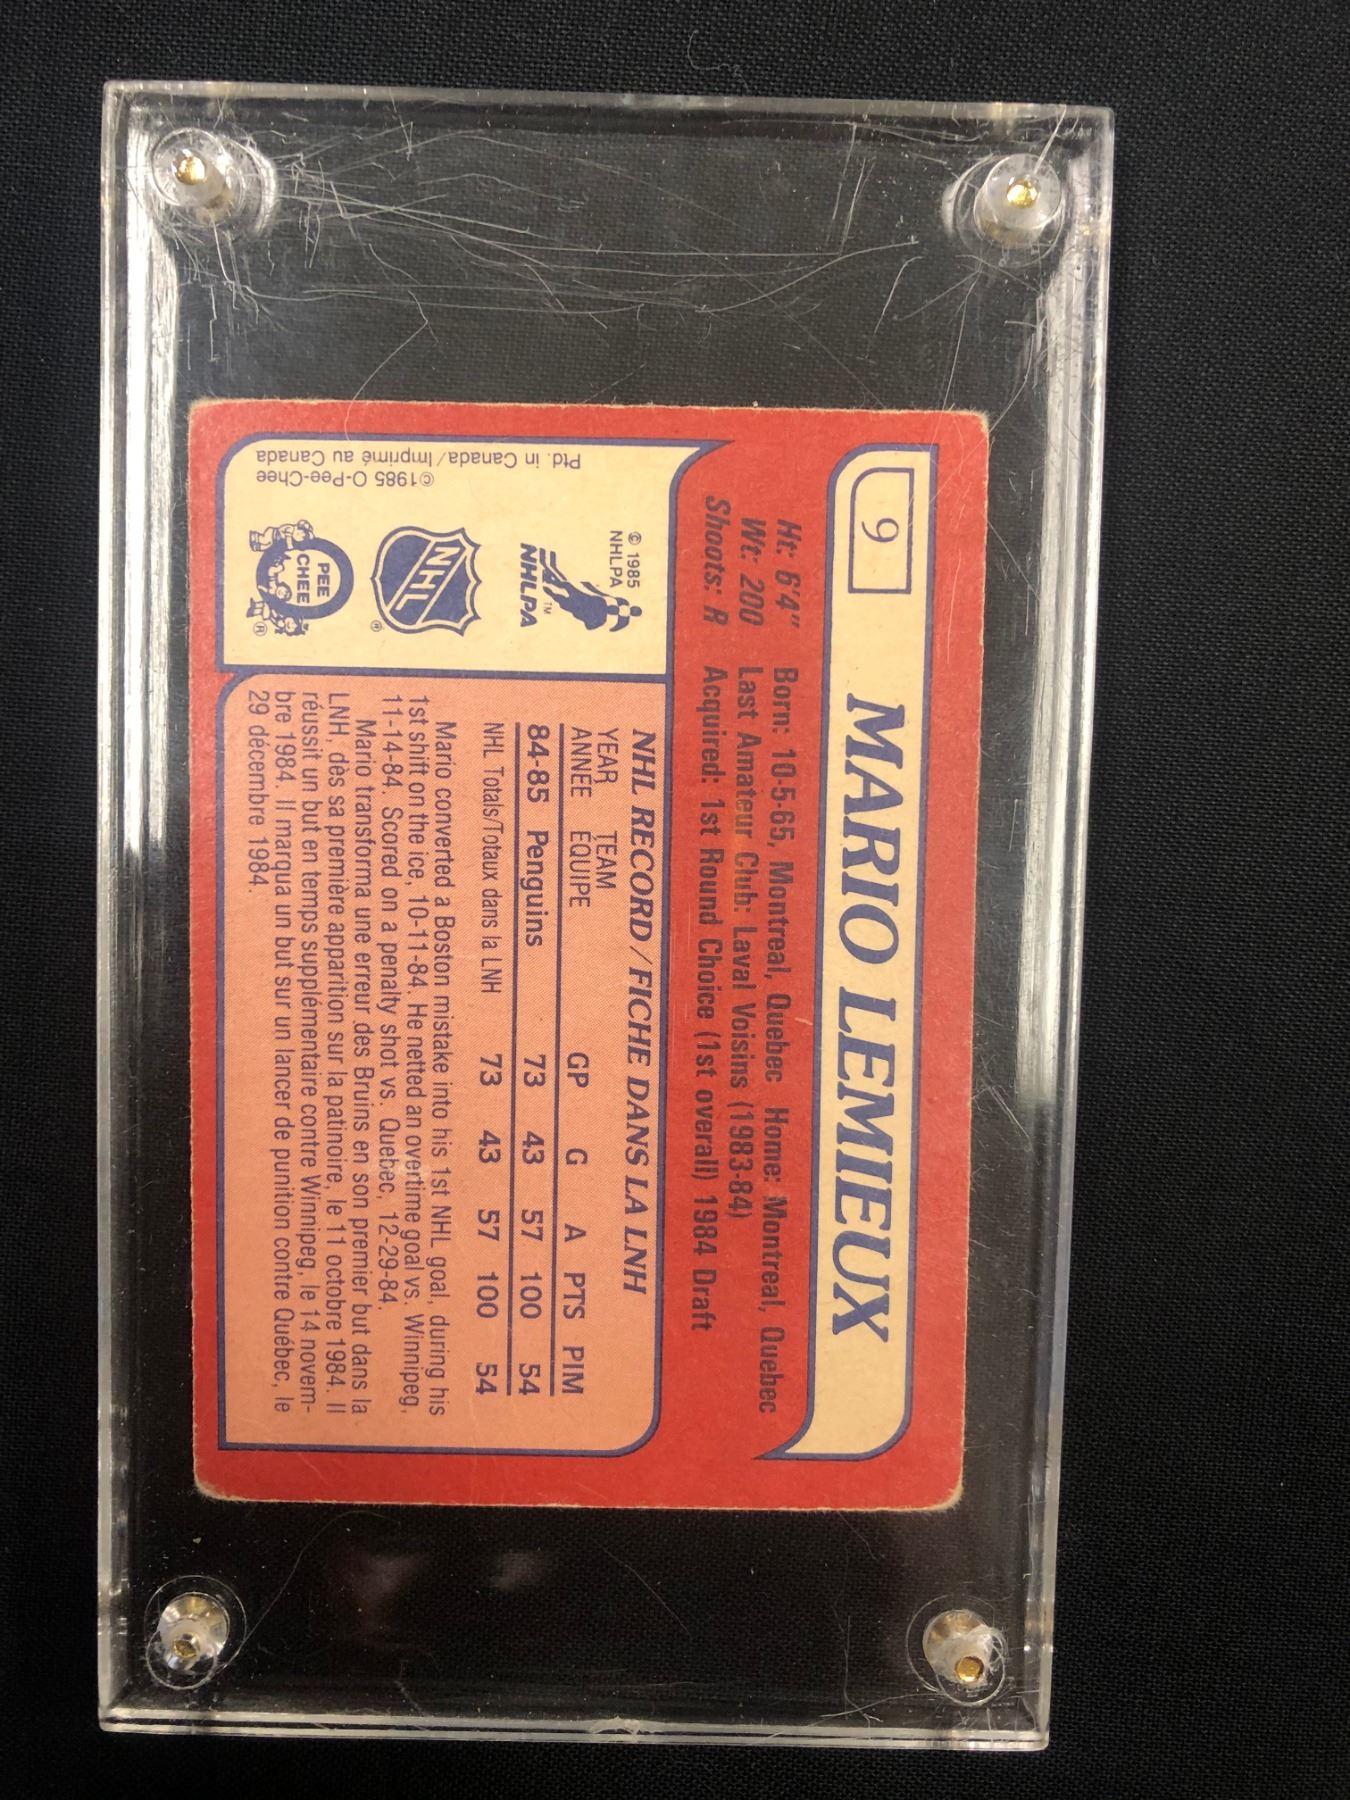 9
MARIO LEMIEUX
Ht: 6'4" Born: 10-5-65, Montreal, Quebec Home: Montreal, Quebec
Wt: 200 Last Amateur Club: Laval Voisins (1983-84)
Shoots: R Acquired: 1st Round Choice (1st overall) 1984 Draft
© 1985
NHLPA
NHLPA™
NHL
®
PEE
CHEE
®
©1985 O-Pee-Chee
Ptd. in Canada/Imprimé au Canada
NHL RECORD/FICHE DANS LA LNH
YEAR TEAM
ANNEE ÉQUIPE GP G A PTS PIM
84-85 Penguins 73 43 57 100 54
NHL Totals/Totaux dans la LNH 73 43 57 100 54
Mario converted a Boston mistake into his 1st NHL goal, during his
1st shift on the ice, 10-11-84. He netted an overtime goal vs. Winnipeg,
11-14-84. Scored on a penalty shot vs. Quebec, 12-29-84.
Mario transforma une erreur des Bruins en son premier but dans la
LNH, dès sa première apparition sur la patinoire, le 11 octobre 1984. Il
réussit un but en temps supplémentaire contre Winnipeg, le 14 novem-
bre 1984. Il marqua un but sur un lancer de punition contre Québec, le
29 décembre 1984.